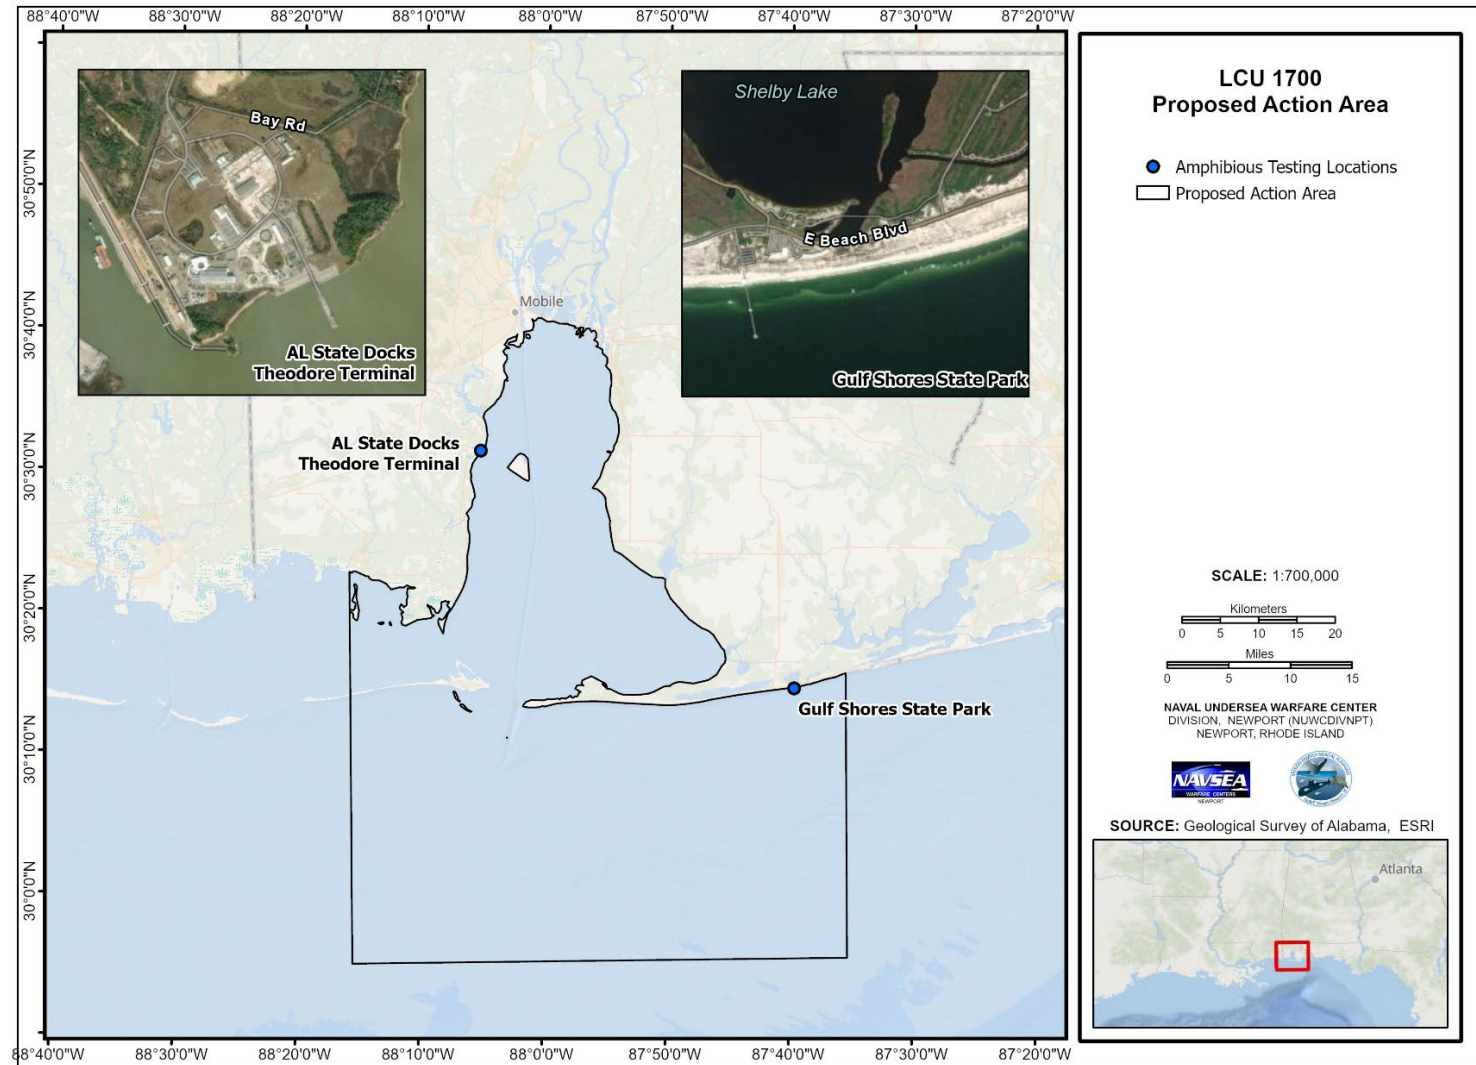 88°40'0"W 88°30'0"W 88°20'0"W 88°10'0"W 88°0'0"W 87°50'0"W 87°40'0"W 87°30'0"W 87°20'0"W
30°50'0"N
30°40'0"N
30°30'0"N
30°20'0"N
30°10'0"N
30°0'0"N
Bay Rd
AL State Docks
Theodore Terminal
Shelby Lake
E Beach Blvd
Gulf Shores State Park
Mobile
AL State Docks
Theodore Terminal
Gulf Shores State Park
88°40'0"W 88°30'0"W 88°20'0"W 88°10'0"W 88°0'0"W 87°50'0"W 87°40'0"W 87°30'0"W 87°20'0"W
LCU 1700
Proposed Action Area
Amphibious Testing Locations
Proposed Action Area
SCALE: 1:700,000
Kilometers
0 5 10 15 20
Miles
0 5 10 15
NAVAL UNDERSEA WARFARE CENTER
DIVISION, NEWPORT (NUWCDIVNPT)
NEWPORT, RHODE ISLAND
NAVSEA
WARFARE CENTERS
NEWPORT
SOURCE: Geological Survey of Alabama, ESRI
Atlanta